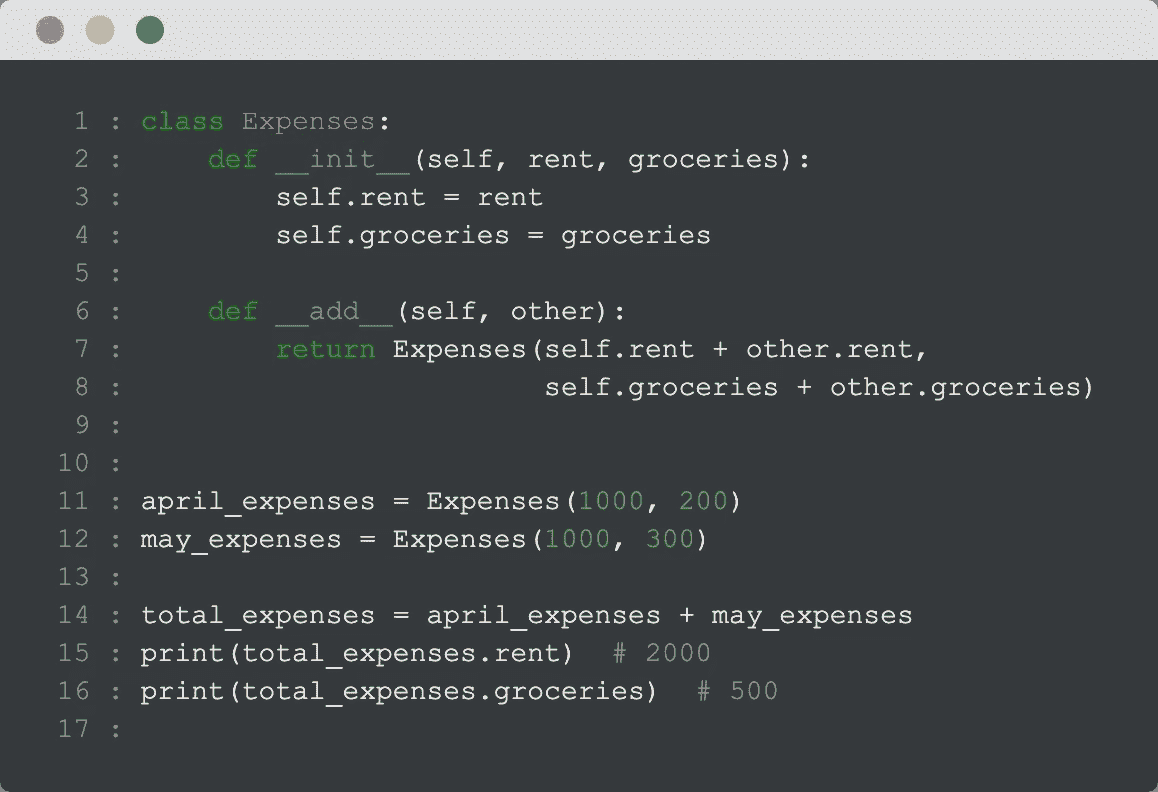 1 : class Expenses:
2 :     def __init__(self, rent, groceries):
3 :         self.rent = rent
4 :         self.groceries = groceries
5 :
6 :     def __add__(self, other):
7 :         return Expenses(self.rent + other.rent,
8 :                         self.groceries + other.groceries)
9 :
10 :
11 : april_expenses = Expenses(1000, 200)
12 : may_expenses = Expenses(1000, 300)
13 :
14 : total_expenses = april_expenses + may_expenses
15 : print(total_expenses.rent)  # 2000
16 : print(total_expenses.groceries)  # 500
17 :